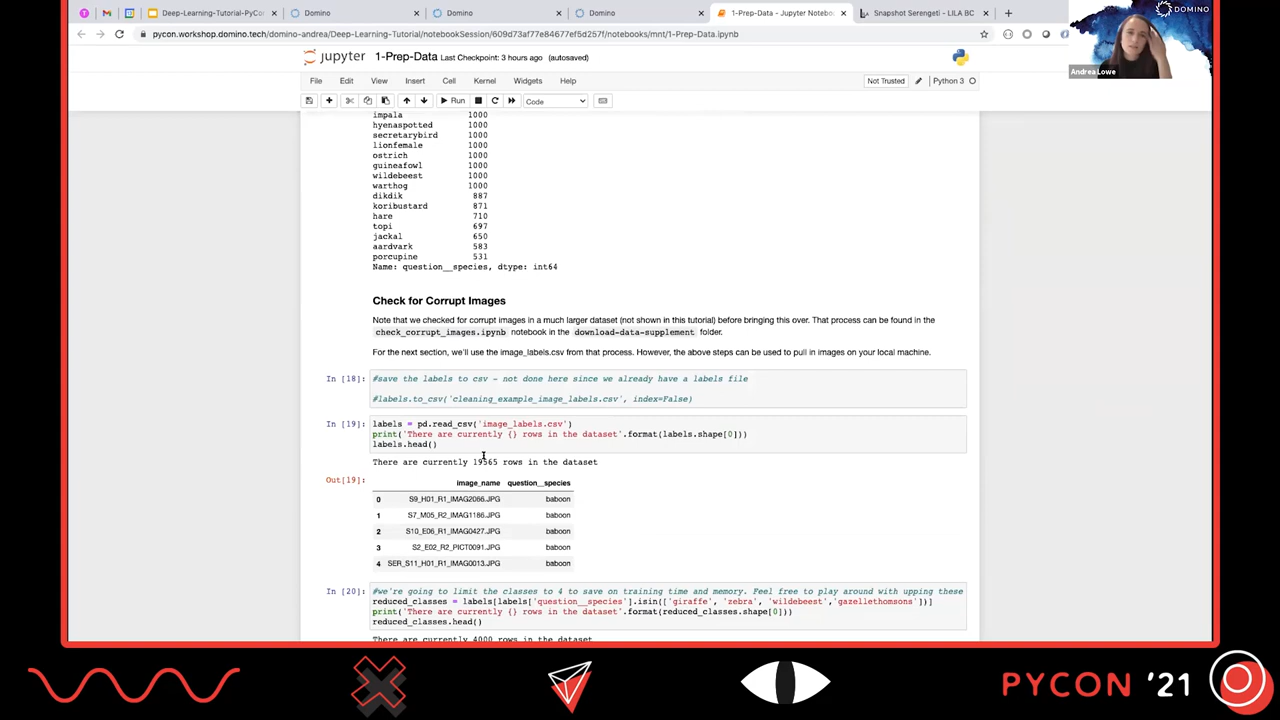 Deep-Learning-Tutorial-PyCo
Domino
Domino
Domino
1-Prep-Data - Jupyter Notebo
Snapshot Serengeti - LILA BC
pycon.workshop.domino.tech/domino-andrea/Deep-Learning-Tutorial/notebookSession/609d73af77e84677ef5d257f/notebooks/mnt/1-Prep-Data.ipynb
DOMINO
Andrea Lowe
jupyter 1-Prep-Data Last Checkpoint: 3 hours ago (autosaved)
File Edit View Insert Cell Kernel Widgets Help
Not Trusted
Python 3
Run
Code
impala 1000
hyenaspotted 1000
secretarybird 1000
lionfemale 1000
ostrich 1000
guineafowl 1000
wildebeest 1000
warthog 1000
dikdik 887
koribustard 871
hare 710
topi 697
jackal 650
aardvark 583
porcupine 531
Name: question__species, dtype: int64
Check for Corrupt Images
Note that we checked for corrupt images in a much larger dataset (not shown in this tutorial) before bringing this over. That process can be found in the
check_corrupt_images.ipynb notebook in the download-data-supplement folder.
For the next section, we'll use the image_labels.csv from that process. However, the above steps can be used to pull in images on your local machine.
In [18]: #save the labels to csv - not done here since we already have a labels file
#labels.to_csv('cleaning_example_image_labels.csv', index=False)
In [19]: labels = pd.read_csv('image_labels.csv')
print('There are currently {} rows in the dataset'.format(labels.shape[0]))
labels.head()
There are currently 19565 rows in the dataset
Out[19]:
image_name question__species
0 S9_H01_R1_IMAG2066.JPG baboon
1 S7_M05_R2_IMAG1186.JPG baboon
2 S10_E06_R1_IMAG0427.JPG baboon
3 S2_E02_R2_PICT0091.JPG baboon
4 SER_S11_H01_R1_IMAG0013.JPG baboon
In [20]: #we're going to limit the classes to 4 to save on training time and memory. Feel free to play around with upping these
reduced_classes = labels[labels['question__species'].isin(['giraffe', 'zebra', 'wildebeest','gazellethomsons'])]
print('There are currently {} rows in the dataset'.format(reduced_classes.shape[0]))
reduced_classes.head()
There are currently 4000 rows in the dataset
PYCON '21